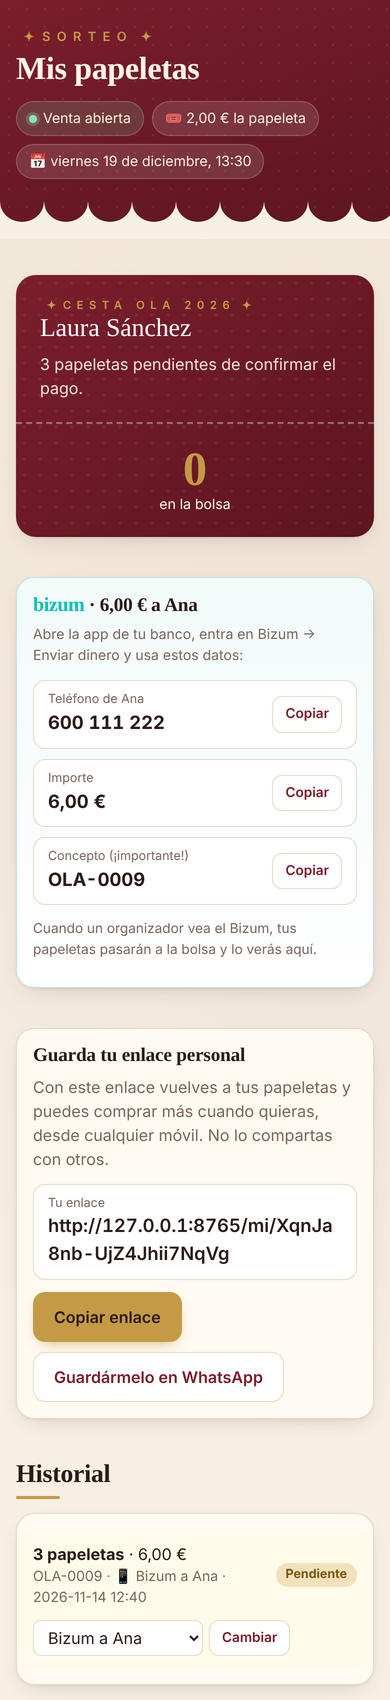 ✦ SORTEO ✦
Mis papeletas
Venta abierta
🎟️ 2,00 € la papeleta
📅 viernes 19 de diciembre, 13:30
✦ CESTA OLA 2026 ✦
Laura Sánchez
3 papeletas pendientes de confirmar el
pago.
0
en la bolsa
bizum · 6,00 € a Ana
Abre la app de tu banco, entra en Bizum →
Enviar dinero y usa estos datos:
Teléfono de Ana
600 111 222
Copiar
Importe
6,00 €
Copiar
Concepto (¡importante!)
OLA-0009
Copiar
Cuando un organizador vea el Bizum, tus
papeletas pasarán a la bolsa y lo verás aquí.
Guarda tu enlace personal
Con este enlace vuelves a tus papeletas y
puedes comprar más cuando quieras,
desde cualquier móvil. No lo compartas
con otros.
Tu enlace
http://127.0.0.1:8765/mi/XqnJa
8nb-UjZ4Jhii7NqVg
Copiar enlace
Guardármelo en WhatsApp
Historial
3 papeletas · 6,00 €
OLA-0009 · 📱 Bizum a Ana ·
2026-11-14 12:40
Pendiente
Bizum a Ana
Cambiar